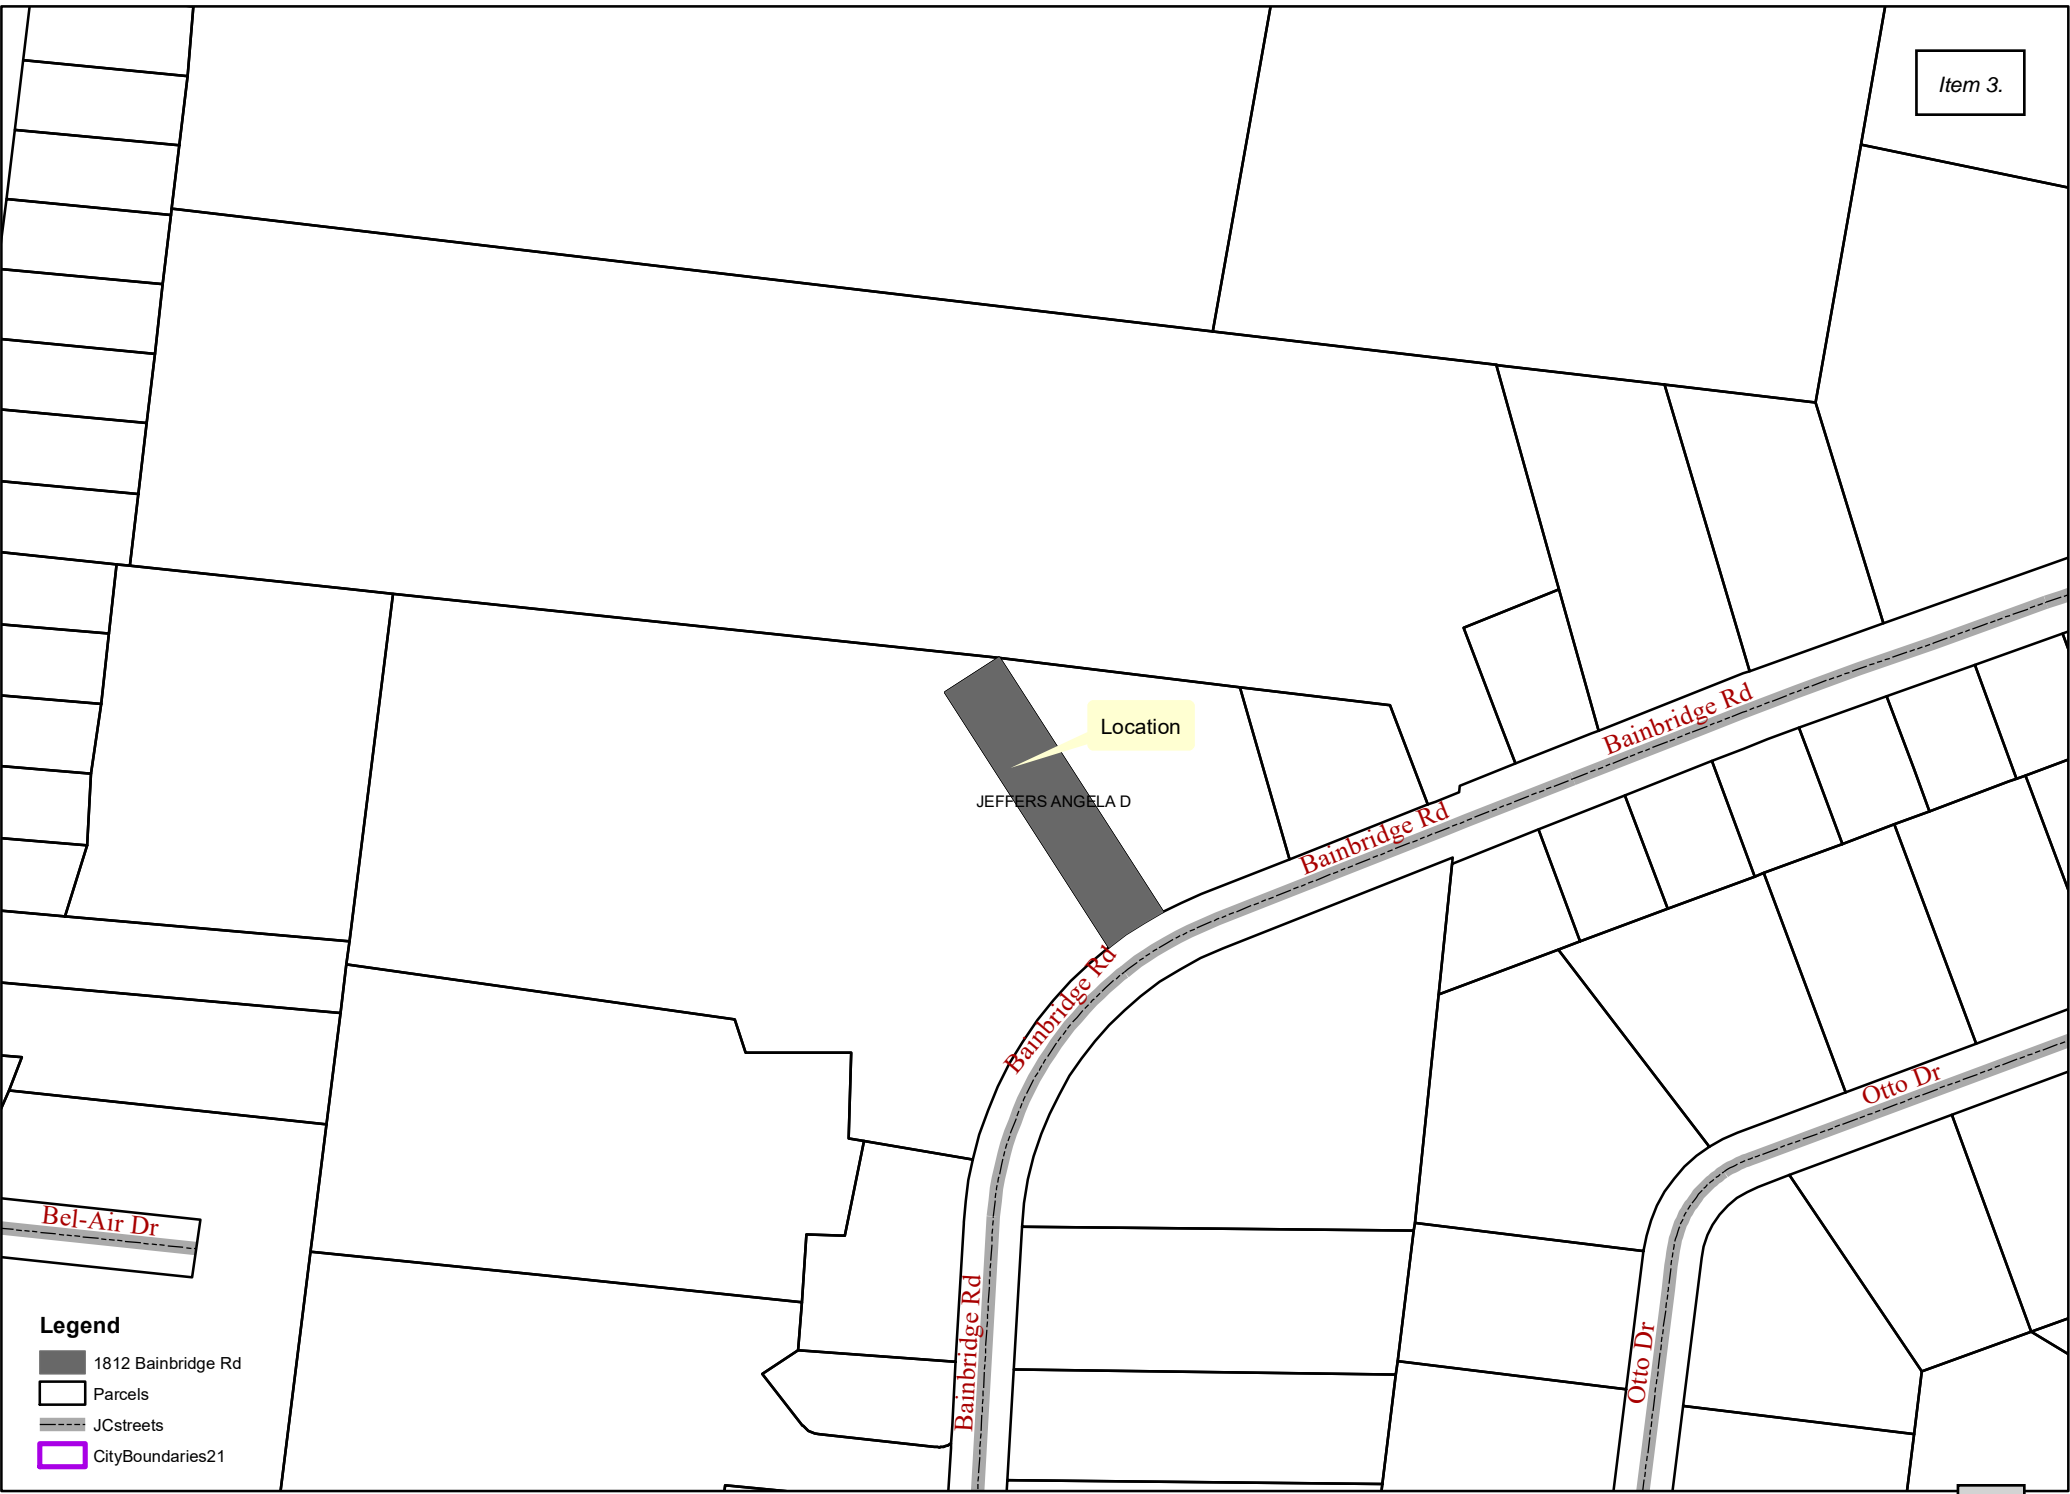 Item 3.
Bainbridge Rd
Location
JEFFERS ANGELA D
Bainbridge Rd
Bainbridge Rd
Otto Dr
Bel-Air Dr
Bainbridge Rd
Otto Dr
Legend
1812 Bainbridge Rd
Parcels
JCstreets
CityBoundaries21